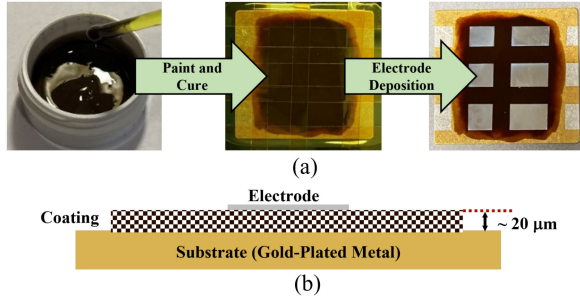 Paint and
Cure
Electrode
Deposition
(a)
Electrode
Coating
~ 20 μm
Substrate (Gold-Plated Metal)
(b)